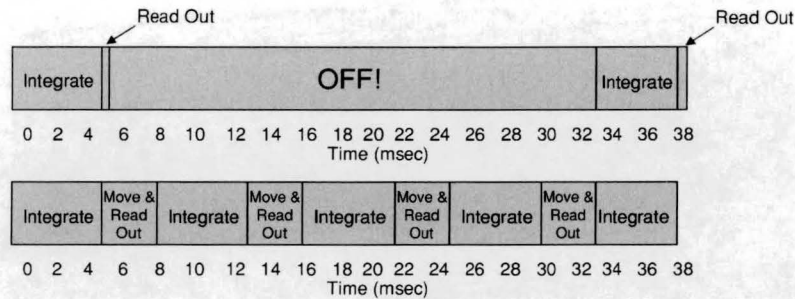 Read Out
Read Out
Integrate
OFF!
Integrate
0 2 4 6 8 10 12 14 16 18 20 22 24 26 28 30 32 34 36 38
Time (msec)
Integrate
Move & Read Out
Integrate
Move & Read Out
Integrate
Move & Read Out
Integrate
Move & Read Out
Integrate
0 2 4 6 8 10 12 14 16 18 20 22 24 26 28 30 32 34 36 38
Time (msec)